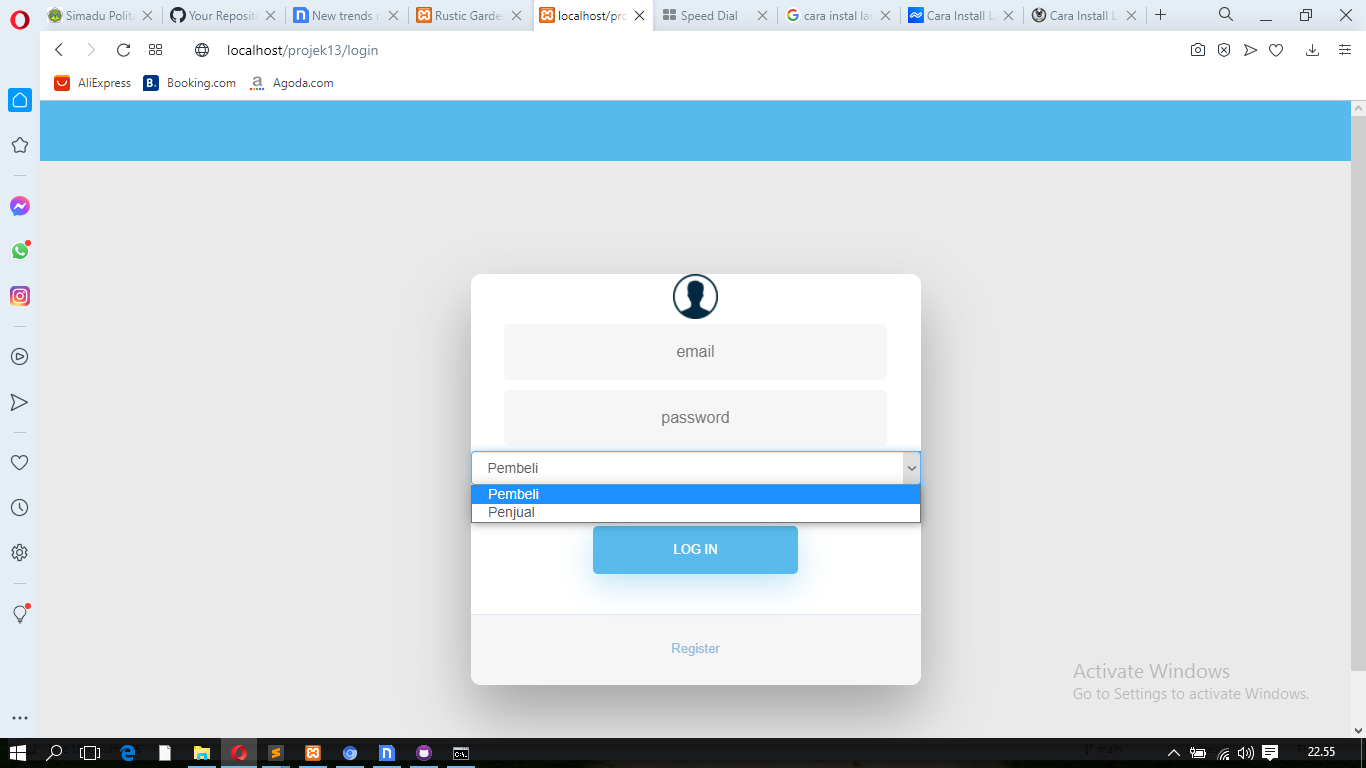 Simadu Polit
Your Reposit
New trends
Rustic Garde
localhost/pro
Speed Dial
cara instal la
Cara Install L
Cara Install L
localhost/projek13/login
AliExpress
B. Booking.com
a Agoda.com
email
password
Pembeli
Pembeli
Penjual
LOG IN
Register
Activate Windows
Go to Settings to activate Windows.
22.55